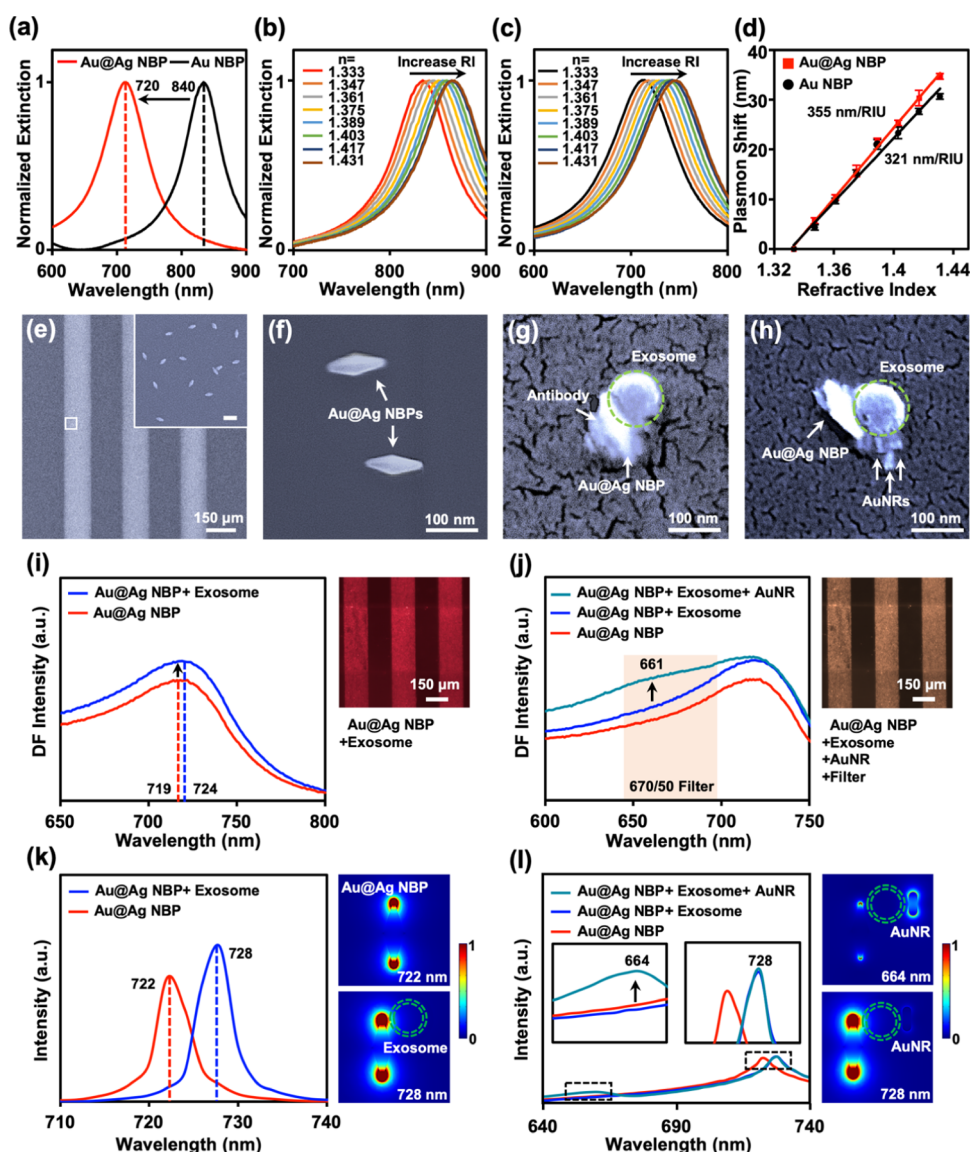 (a)
Au@Ag NBP
Au NBP
720
840
1
0
Normalized Extinction
600
700
800
900
Wavelength (nm)
(b)
n=
Increase RI
1.333
1.347
1.361
1.375
1.389
1.403
1.417
1.431
1
0
Normalized Extinction
700
800
900
Wavelength (nm)
(c)
n=
Increase RI
1.333
1.347
1.361
1.375
1.389
1.403
1.417
1.431
1
0
Normalized Extinction
600
700
800
Wavelength (nm)
(d)
Au@Ag NBP
Au NBP
355 nm/RIU
321 nm/RIU
40
30
20
10
0
Plasmon Shift (nm)
1.32
1.36
1.4
1.44
Refractive Index
(e)
150 µm
(f)
Au@Ag NBPs
100 nm
(g)
Exosome
Antibody
Au@Ag NBP
100 nm
(h)
Exosome
Au@Ag NBP
AuNRs
100 nm
(i)
Au@Ag NBP+ Exosome
Au@Ag NBP
719
724
DF Intensity (a.u.)
650
700
750
800
Wavelength (nm)
150 µm
Au@Ag NBP
+Exosome
(j)
Au@Ag NBP+ Exosome+ AuNR
Au@Ag NBP+ Exosome
Au@Ag NBP
661
670/50 Filter
DF Intensity (a.u.)
600
650
700
750
Wavelength (nm)
150 µm
Au@Ag NBP
+Exosome
+AuNR
+Filter
(k)
Au@Ag NBP+ Exosome
Au@Ag NBP
722
728
Intensity (a.u.)
710
720
730
740
Wavelength (nm)
Au@Ag NBP
722 nm
Exosome
728 nm
1
0
(l)
Au@Ag NBP+ Exosome+ AuNR
Au@Ag NBP+ Exosome
Au@Ag NBP
664
728
Intensity (a.u.)
640
690
740
Wavelength (nm)
AuNR
664 nm
AuNR
728 nm
1
0